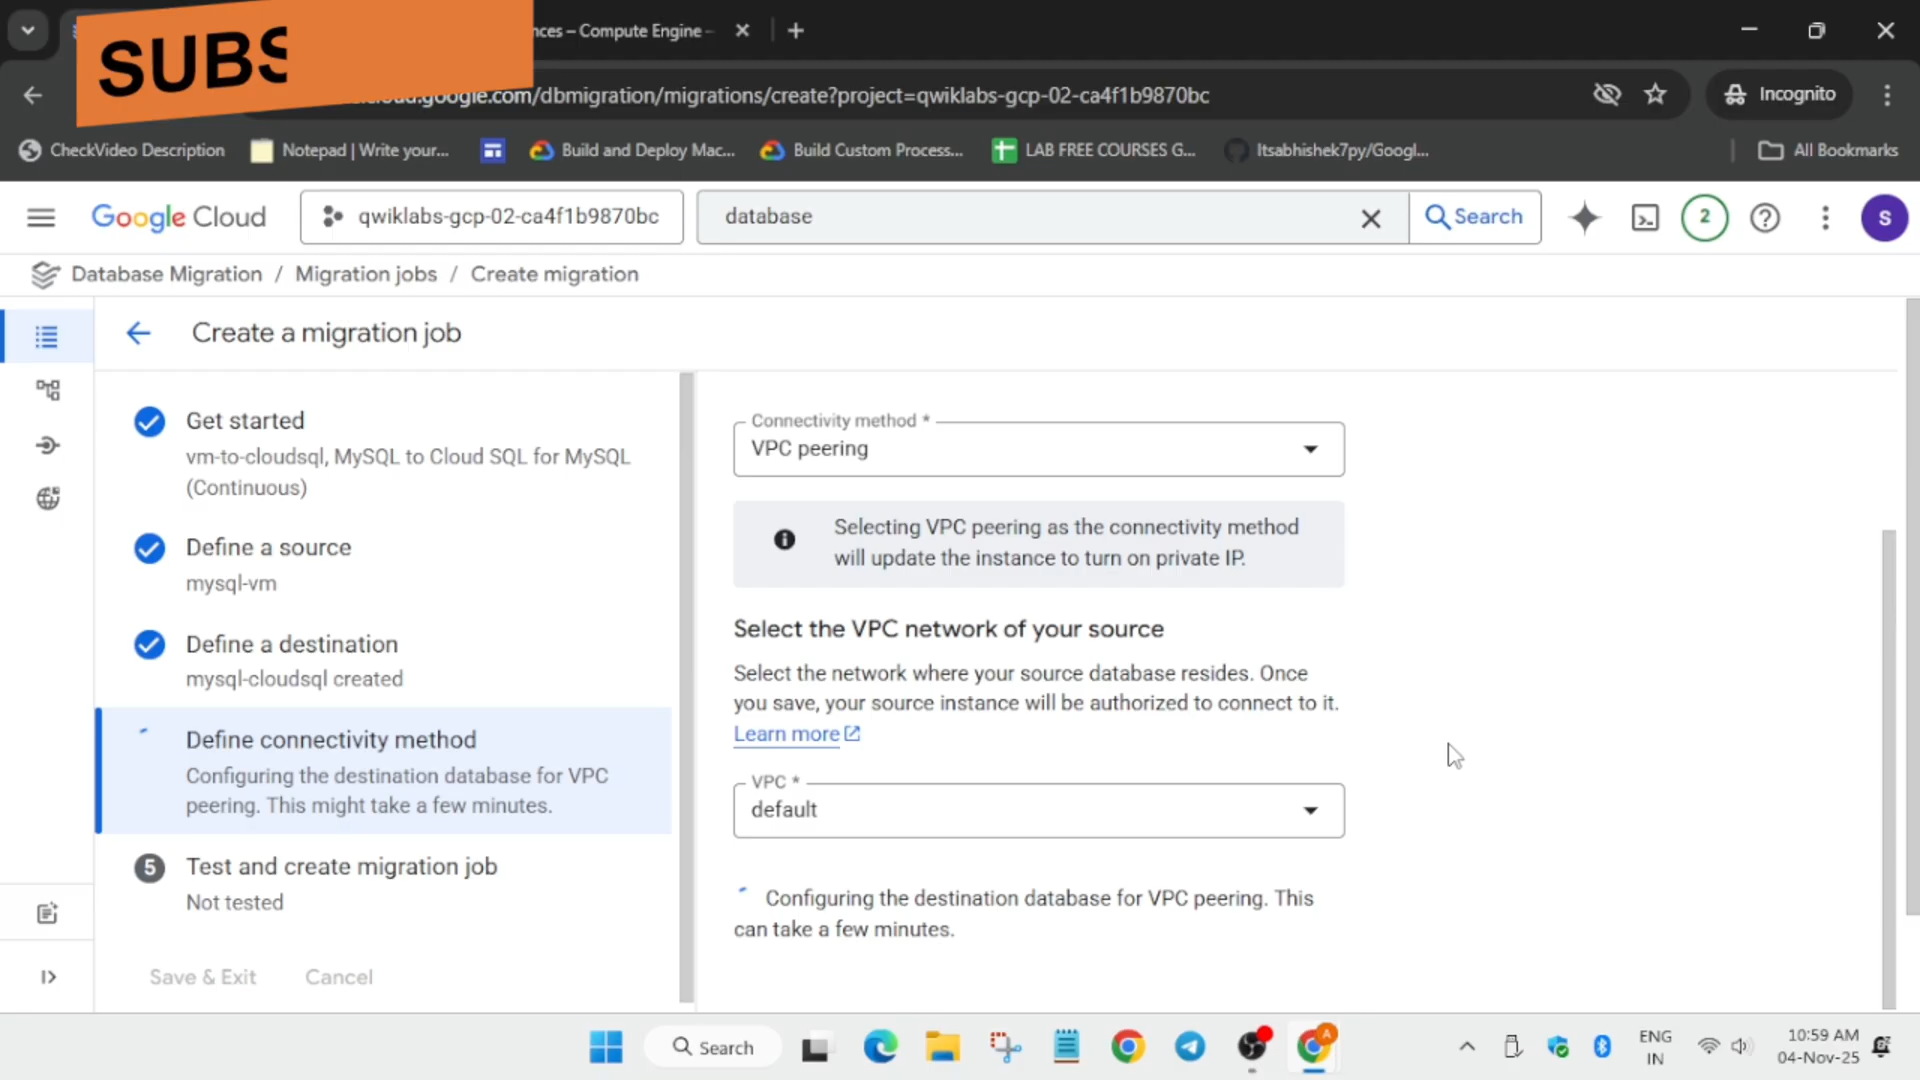 SUBS
nces – Compute Engine –
cloud.google.com/dbmigration/migrations/create?project=qwiklabs-gcp-02-ca4f1b9870bc
Incognito
CheckVideo Description
Notepad | Write your...
Build and Deploy Mac...
Build Custom Process...
LAB FREE COURSES G...
Itsabhishek7py/Googl...
All Bookmarks
Google Cloud
qwiklabs-gcp-02-ca4f1b9870bc
database
Search
2
S
Database Migration / Migration jobs / Create migration
Create a migration job
Get started
vm-to-cloudsql, MySQL to Cloud SQL for MySQL
(Continuous)
Define a source
mysql-vm
Define a destination
mysql-cloudsql created
Define connectivity method
Configuring the destination database for VPC
peering. This might take a few minutes.
5 Test and create migration job
Not tested
Save & Exit
Cancel
Connectivity method *
VPC peering
Selecting VPC peering as the connectivity method
will update the instance to turn on private IP.
Select the VPC network of your source
Select the network where your source database resides. Once
you save, your source instance will be authorized to connect to it.
Learn more
VPC *
default
Configuring the destination database for VPC peering. This
can take a few minutes.
Search
A
ENG
IN
10:59 AM
04-Nov-25